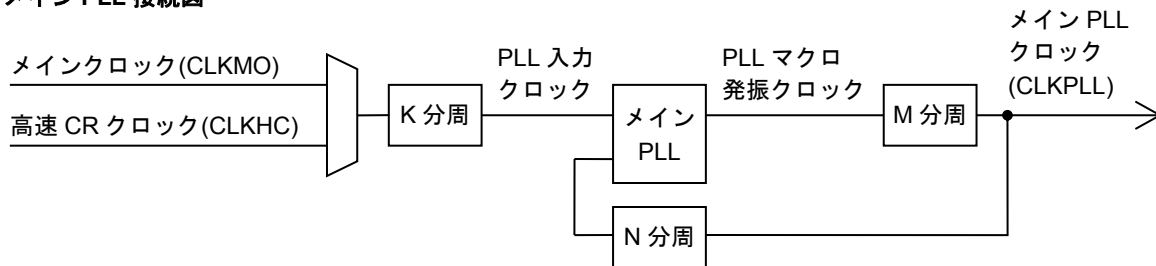 メイン PLL 接続図
メインクロック(CLKMO)
高速 CR クロック(CLKHC)
K 分周
PLL 入力
クロック
メイン
PLL
PLL マクロ
発振クロック
M 分周
N 分周
メイン PLL
クロック
(CLKPLL)